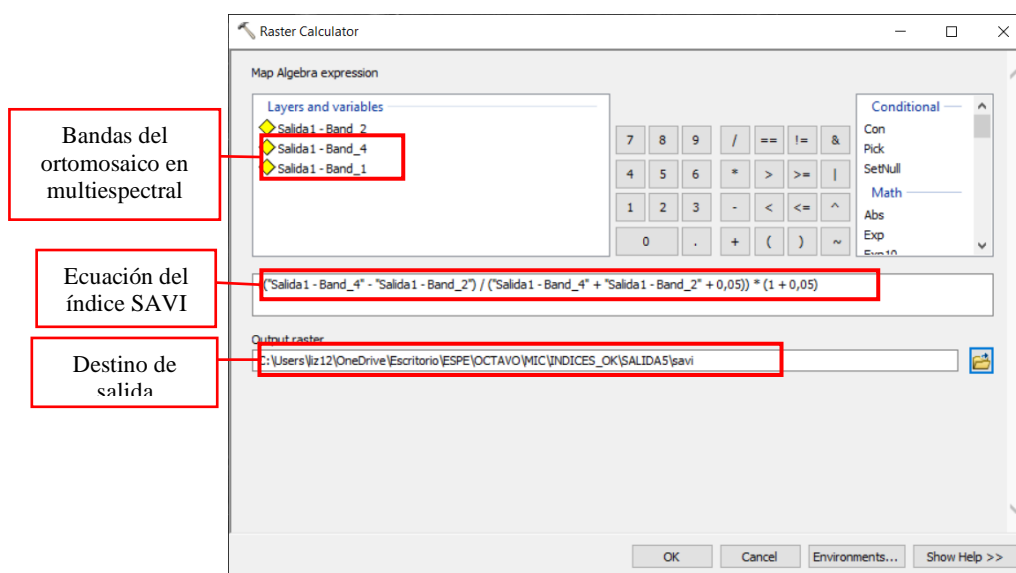 Raster Calculator
Map Algebra expression
Layers and variables
Salida1 - Band_2
Salida1 - Band_4
Salida1 - Band_1
7 8 9 / == != &
4 5 6 * > >= |
1 2 3 - < <= ^
0 . + ( ) ~
Conditional
Con
Pick
SetNull
Math
Abs
Exp
Exp10
("Salida1 - Band_4" - "Salida1 - Band_2") / ("Salida1 - Band_4" + "Salida1 - Band_2" + 0,05)) * (1 + 0,05)
Output raster
C:\Users\liz12\OneDrive\Escritorio\ESPE\OCTAVO\MIC\INDICES_OK\SALIDA5\savi
OK Cancel Environments... Show Help >>
Bandas del
ortomosaico en
multiespectral
Ecuación del
índice SAVI
Destino de
salida